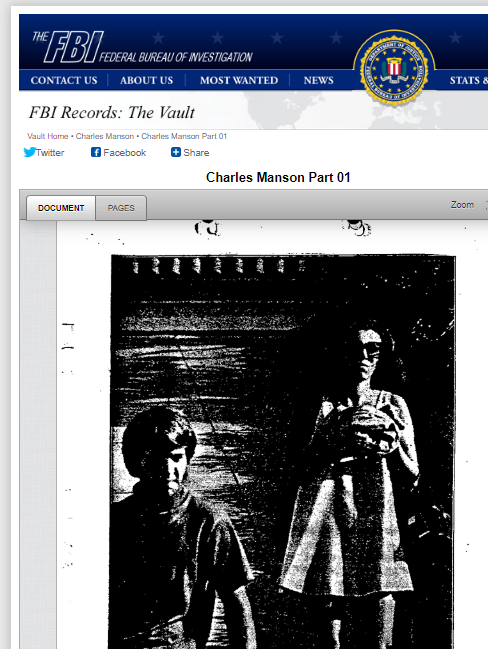 THE FBI FEDERAL BUREAU OF INVESTIGATION
CONTACT US ABOUT US MOST WANTED NEWS STATS &
FBI Records: The Vault
Vault Home • Charles Manson • Charles Manson Part 01
Twitter Facebook Share
Charles Manson Part 01
DOCUMENT PAGES Zoom